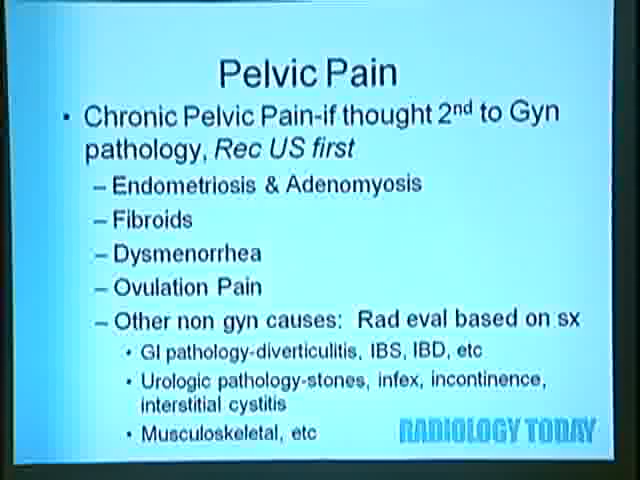 Pelvic Pain
• Chronic Pelvic Pain-if thought 2nd to Gyn
pathology, Rec US first
– Endometriosis & Adenomyosis
– Fibroids
– Dysmenorrhea
– Ovulation Pain
– Other non gyn causes: Rad eval based on sx
• GI pathology-diverticulitis, IBS, IBD, etc
• Urologic pathology-stones, infex, incontinence,
interstitial cystitis
• Musculoskeletal, etc
RADIOLOGY TODAY